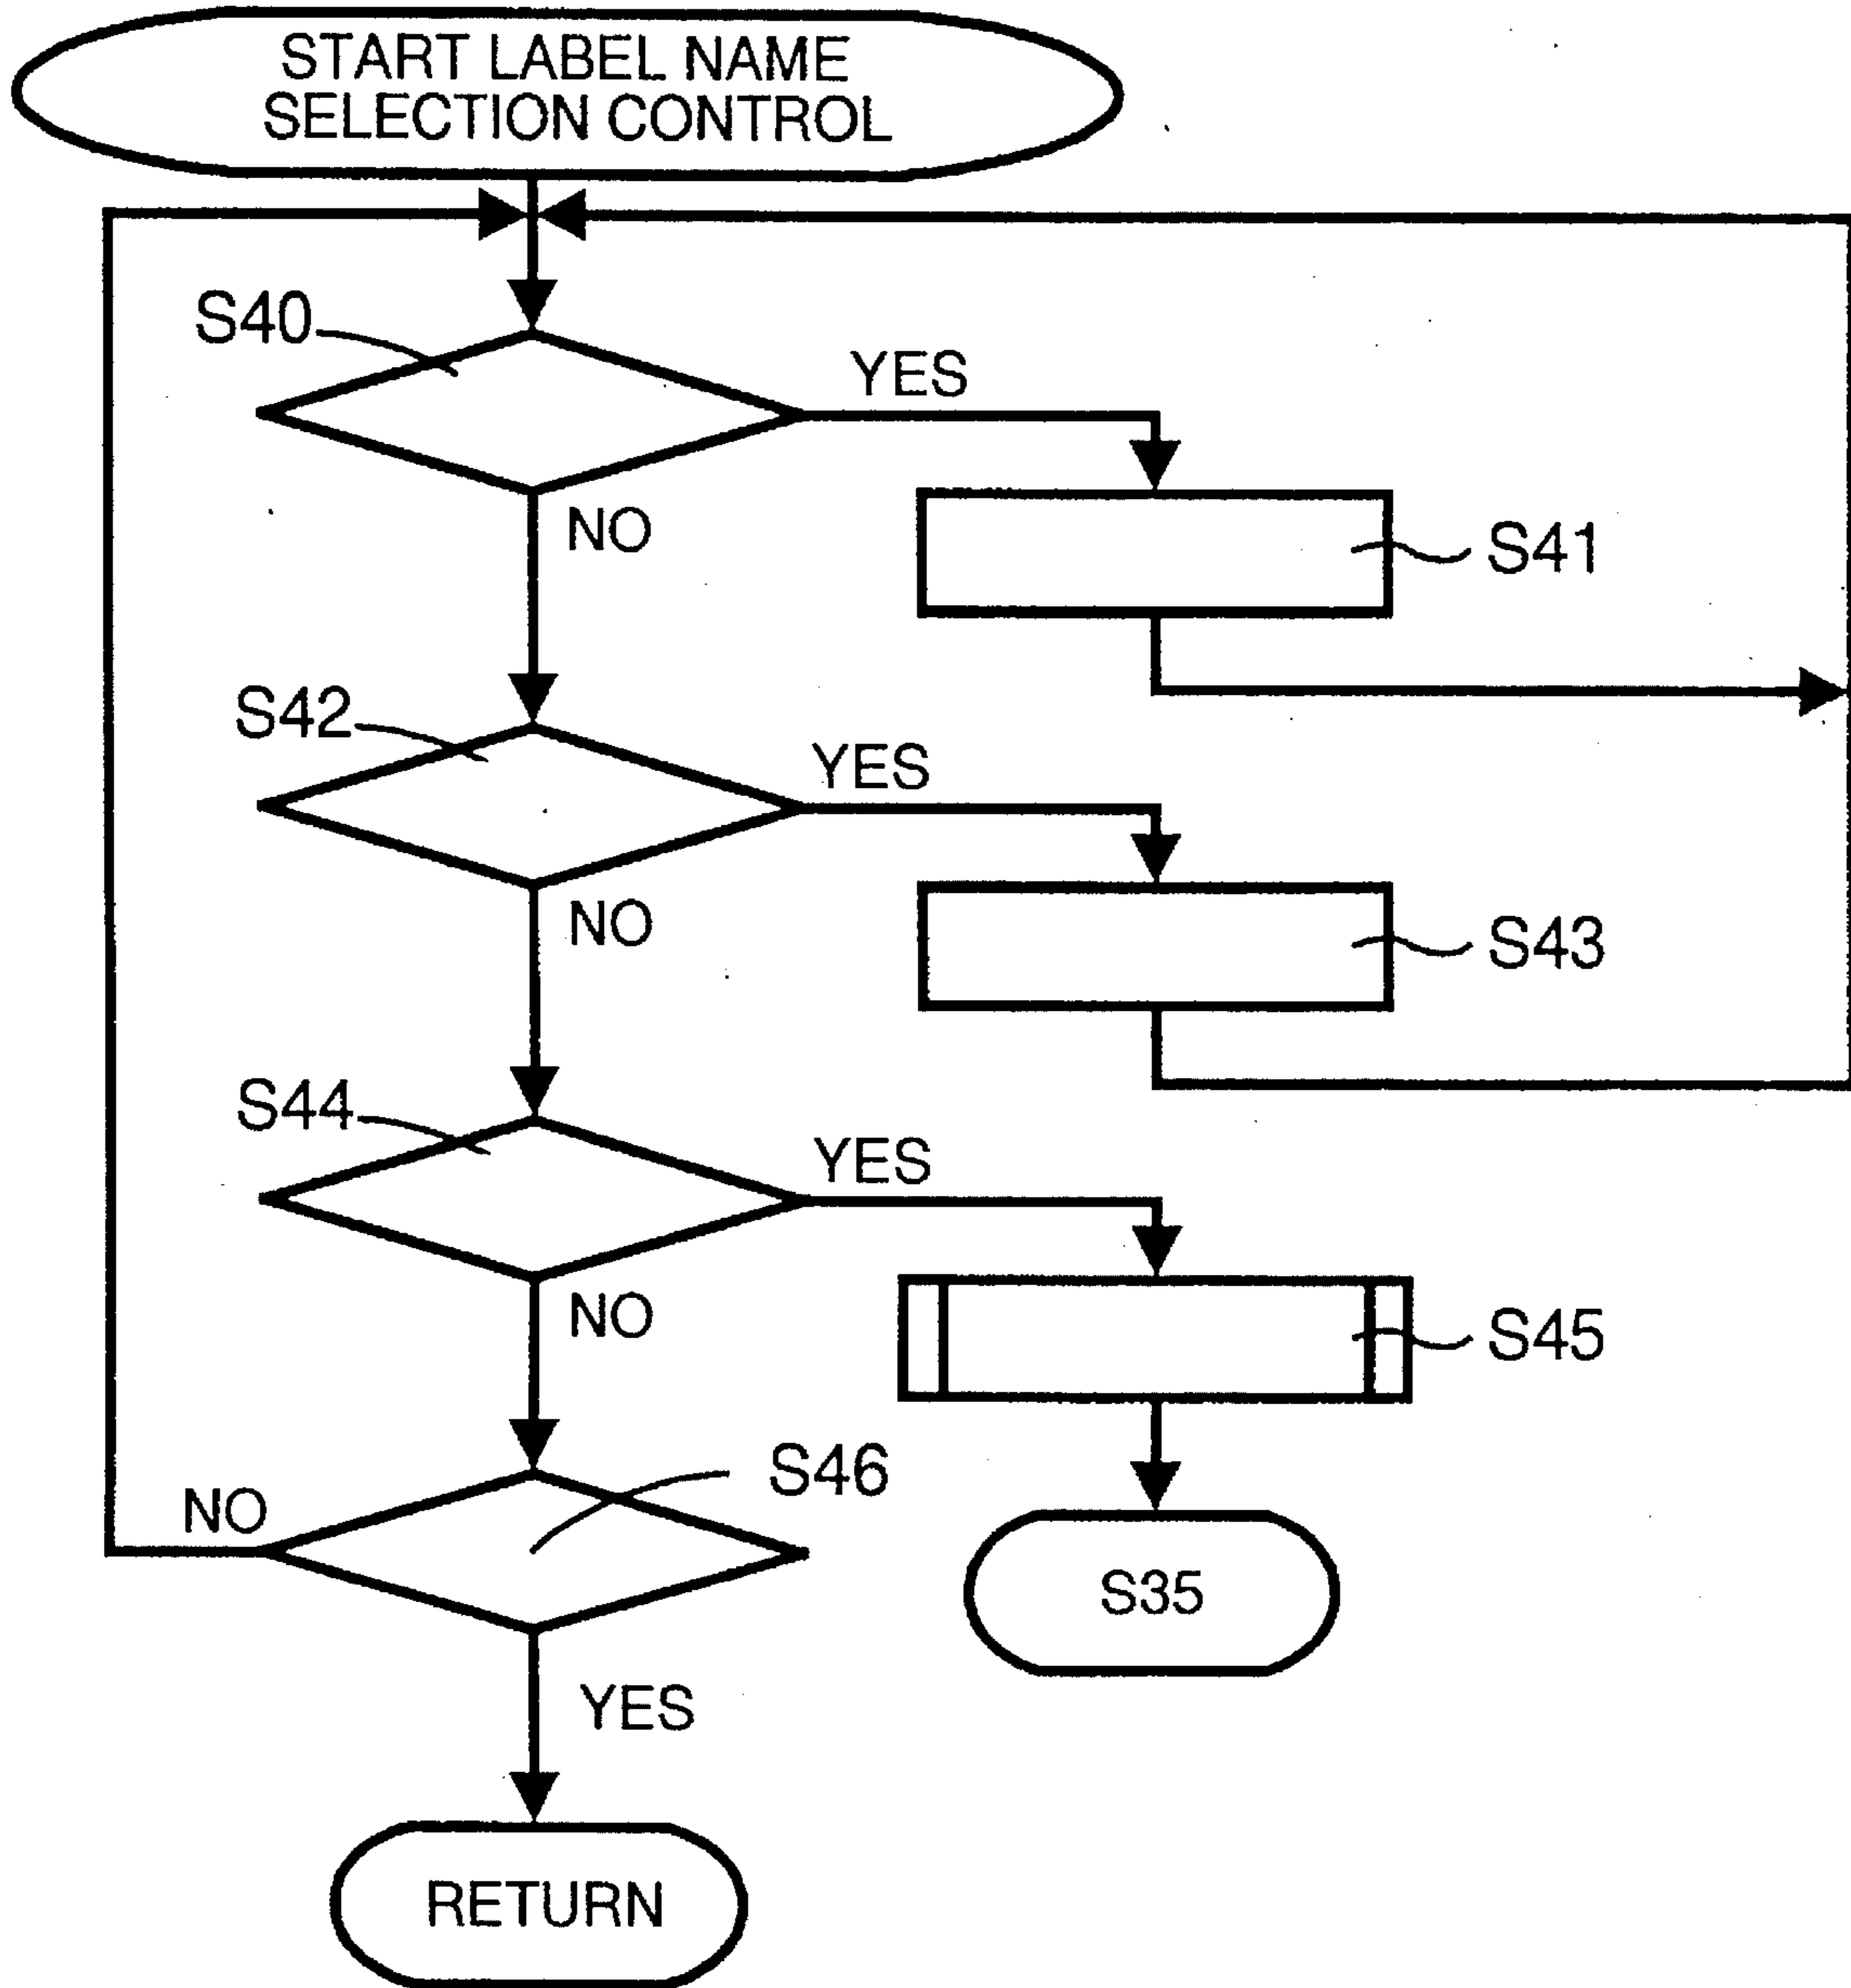 START LABEL NAME
SELECTION CONTROL
S40
YES
NO
S41
S42
YES
NO
S43
S44
YES
NO
S45
S46
NO
S35
YES
RETURN